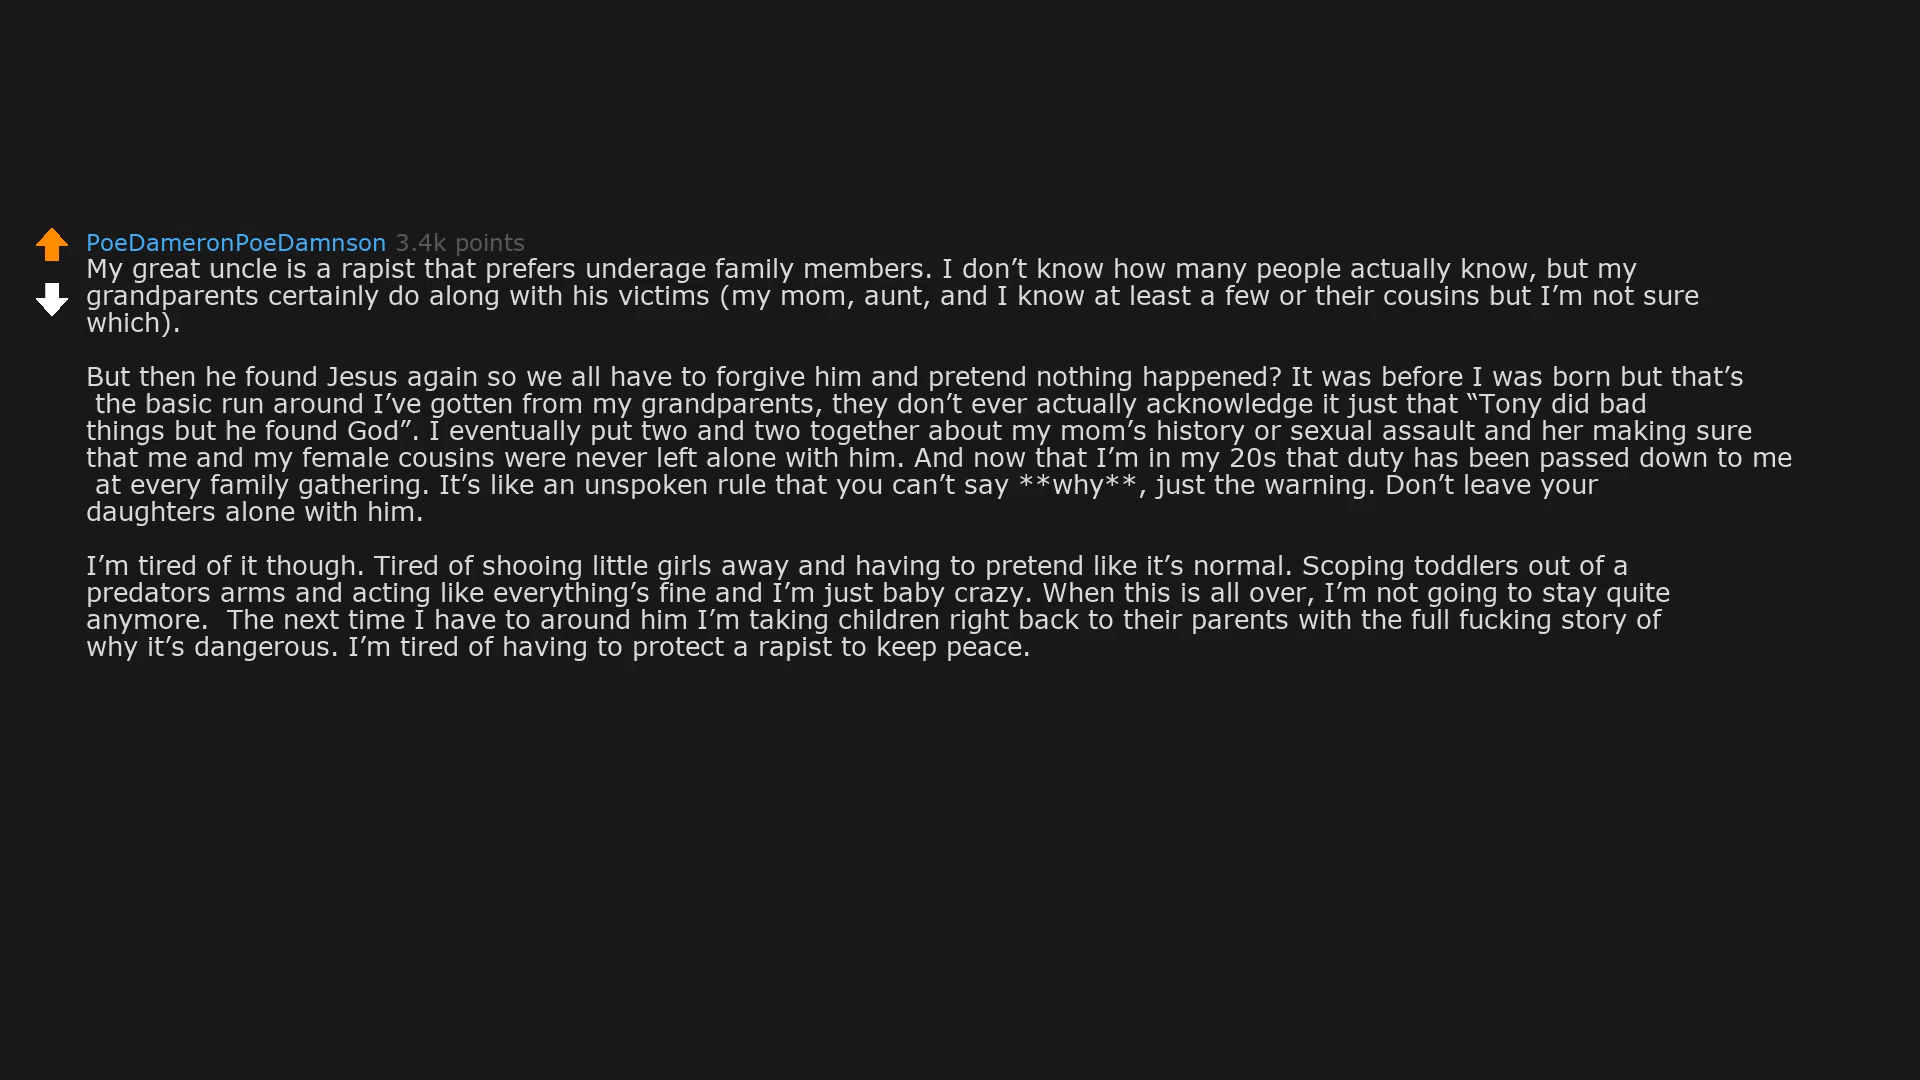 PoeDameronPoeDamnson 3.4k points
My great uncle is a rapist that prefers underage family members. I don’t know how many people actually know, but my
grandparents certainly do along with his victims (my mom, aunt, and I know at least a few or their cousins but I’m not sure
which).
But then he found Jesus again so we all have to forgive him and pretend nothing happened? It was before I was born but that’s
the basic run around I’ve gotten from my grandparents, they don’t ever actually acknowledge it just that “Tony did bad
things but he found God”. I eventually put two and two together about my mom’s history or sexual assault and her making sure
that me and my female cousins were never left alone with him. And now that I’m in my 20s that duty has been passed down to me
at every family gathering. It’s like an unspoken rule that you can’t say **why**, just the warning. Don’t leave your
daughters alone with him.
I’m tired of it though. Tired of shooing little girls away and having to pretend like it’s normal. Scoping toddlers out of a
predators arms and acting like everything’s fine and I’m just baby crazy. When this is all over, I’m not going to stay quite
anymore.  The next time I have to around him I’m taking children right back to their parents with the full fucking story of
why it’s dangerous. I’m tired of having to protect a rapist to keep peace.